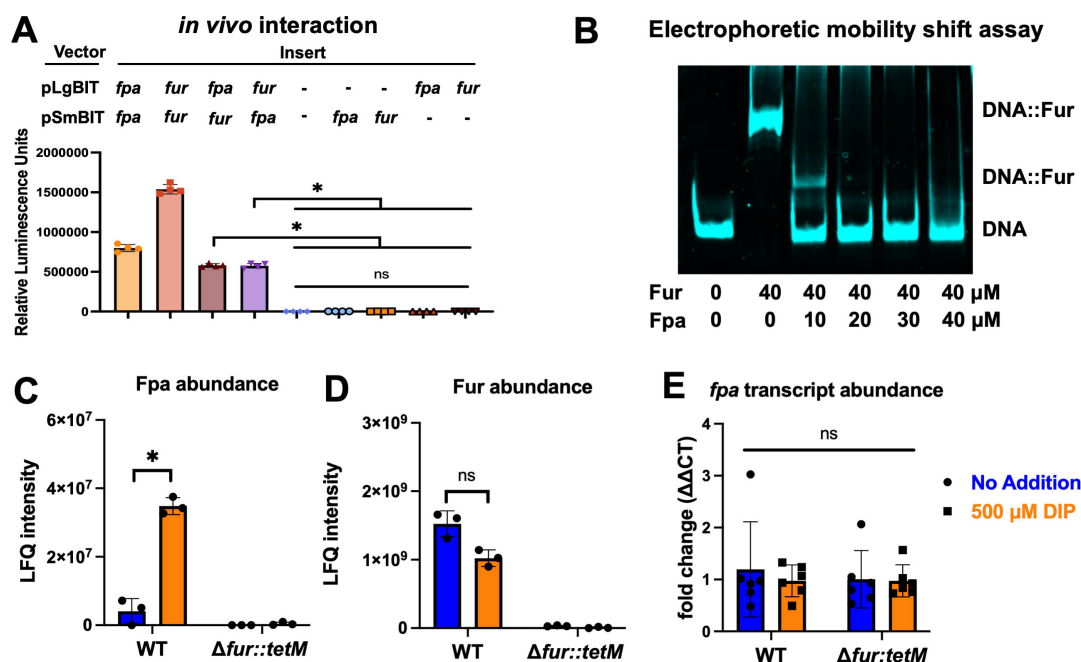 A
in vivo interaction
Vector Insert
pLgBIT fpa fur fpa fur - - - fpa fur
pSmBIT fpa fur fur fpa - fpa fur - -
Relative Luminescence Units
2000000
1500000
1000000
500000
0
*
*
ns
B
Electrophoretic mobility shift assay
DNA::Fur
DNA::Fur
DNA
Fur 0 40 40 40 40 40 µM
Fpa 0 0 10 20 30 40 µM
C
Fpa abundance
LFQ intensity
6×10⁷
4×10⁷
2×10⁷
0
*
WT Δfur::tetM
D
Fur abundance
LFQ intensity
3×10⁹
2×10⁹
1×10⁹
0
ns
WT Δfur::tetM
E
fpa transcript abundance
fold change (ΔΔCT)
4
3
2
1
0
ns
WT Δfur::tetM
No Addition
500 µM DIP